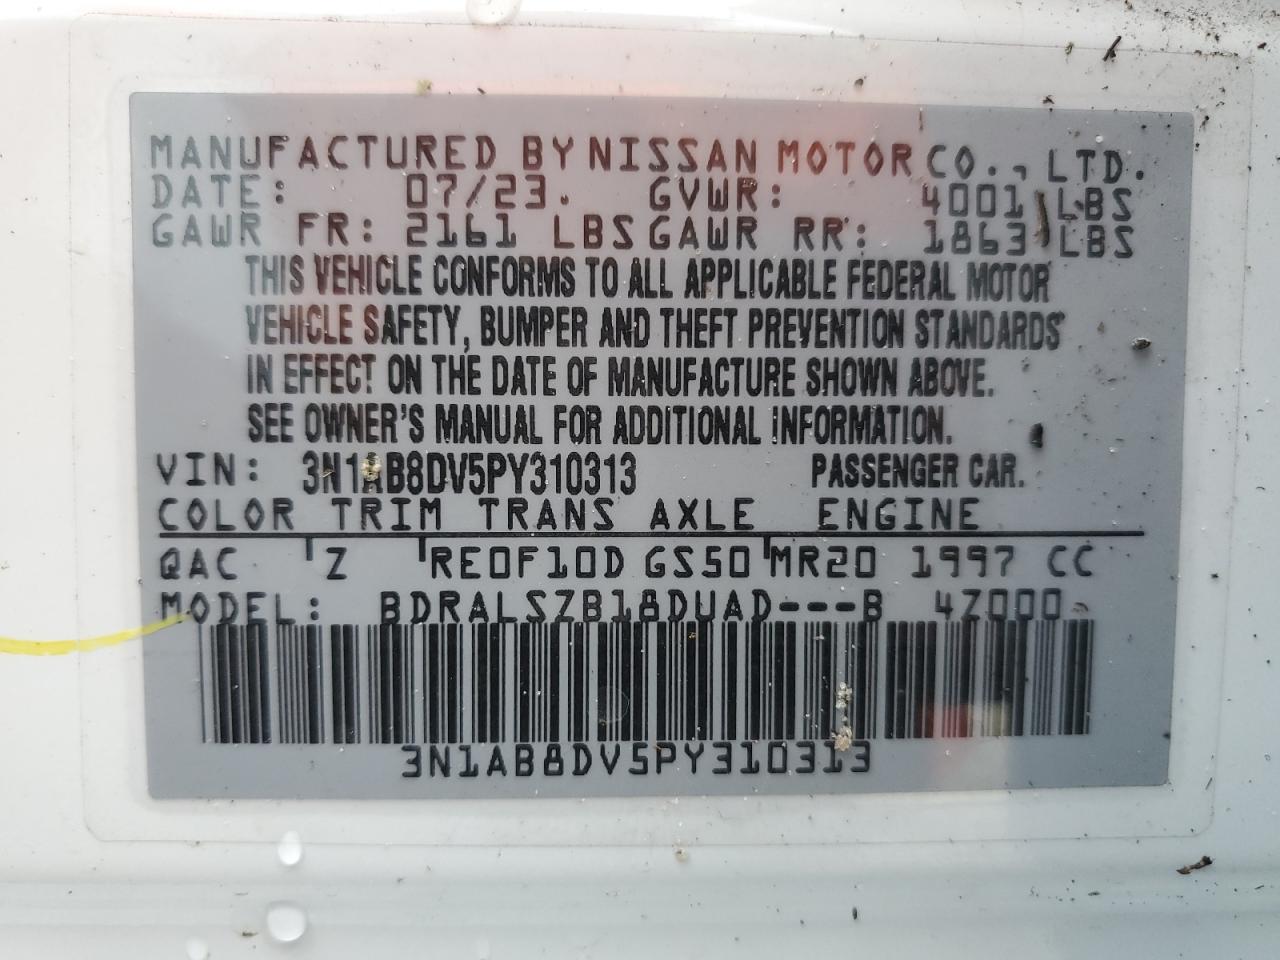 MANUFACTURED BY NISSAN MOTOR CO., LTD.
DATE: 07/23. GVWR: 4001 LBS
GAWR FR: 2161 LBS GAWR RR: 1863 LBS
THIS VEHICLE CONFORMS TO ALL APPLICABLE FEDERAL MOTOR
VEHICLE SAFETY, BUMPER AND THEFT PREVENTION STANDARDS
IN EFFECT ON THE DATE OF MANUFACTURE SHOWN ABOVE.
SEE OWNER'S MANUAL FOR ADDITIONAL INFORMATION.
VIN: 3N1AB8DV5PY310313 PASSENGER CAR.
COLOR TRIM TRANS AXLE ENGINE
QAC Z RE0F10D GS50 MR20 1997 CC
MODEL: BDRALSZB18DUAD---B 4Z000
3N1AB8DV5PY310313